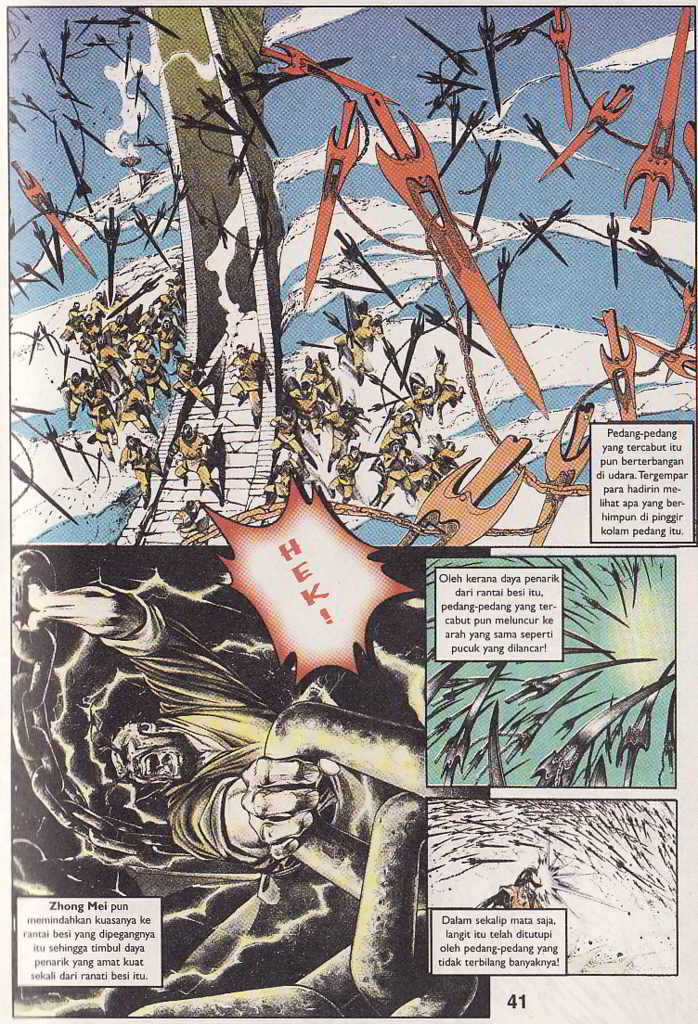 Pedang-pedang
yang tercabut itu
pun berterbangan
di udara. Tergempar
para hadirin me-
lihat apa yang ber-
himpun di pinggir
kolam pedang itu.
HEK!
Oleh kerana daya penarik
dari rantai besi itu,
pedang-pedang yang ter-
cabut pun meluncur ke
arah yang sama seperti
pucuk yang dilancar!
Zhong Mei pun
memindahkan kuasanya ke
rantai besi yang dipegangnya
itu sehingga timbul daya
penarik yang amat kuat
sekali dari ranati besi itu.
Dalam sekalip mata saja,
langit itu telah ditutupi
oleh pedang-pedang yang
tidak terbilang banyaknya!
41